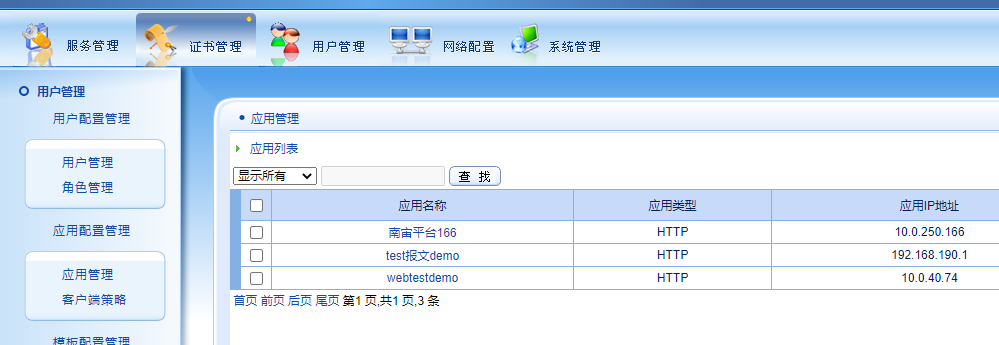 服务管理 证书管理 用户管理 网络配置 系统管理
用户管理
用户配置管理
用户管理
角色管理
应用配置管理
应用管理
客户端策略
模板配置管理
应用管理
应用列表
显示所有 查 找
应用名称 应用类型 应用IP地址
南宙平台166 HTTP 10.0.250.166
test报文demo HTTP 192.168.190.1
webtestdemo HTTP 10.0.40.74
首页 前页 后页 尾页 第1 页,共1 页,3 条